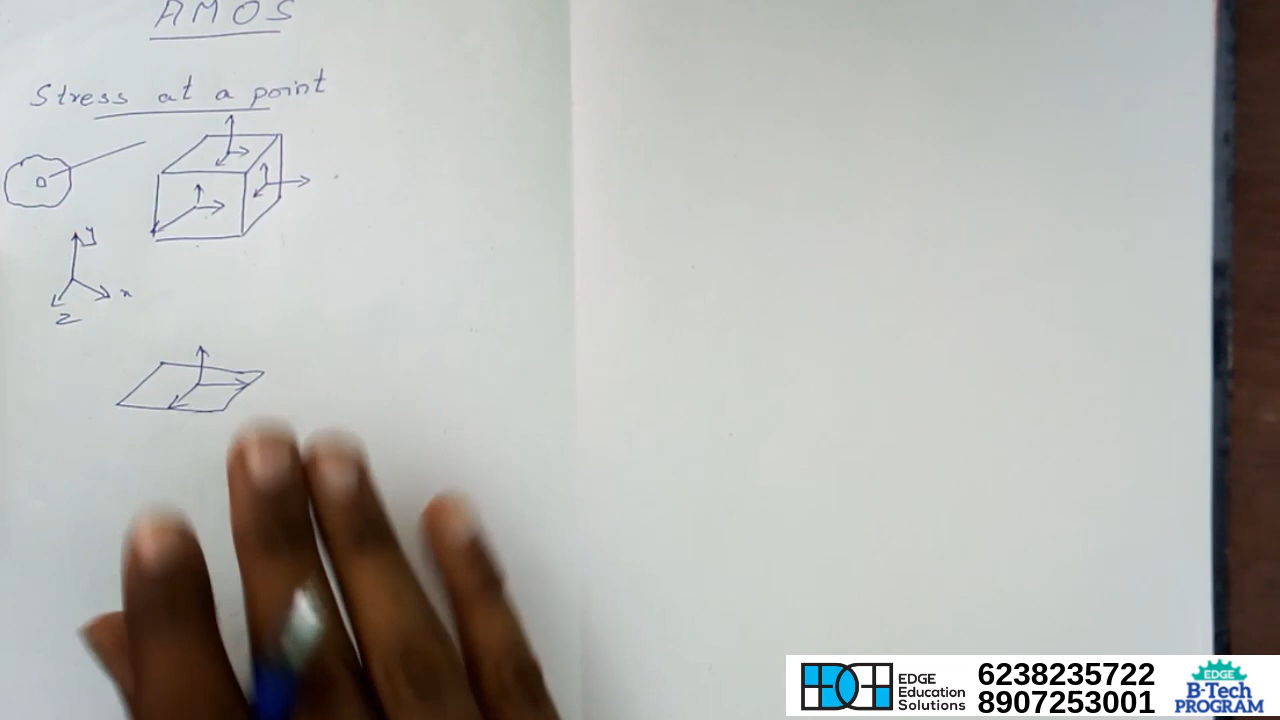 AMOS
Stress at a point
y
x
z
EDGE
Education
Solutions
6238235722
8907253001
EDGE
B-Tech
PROGRAM